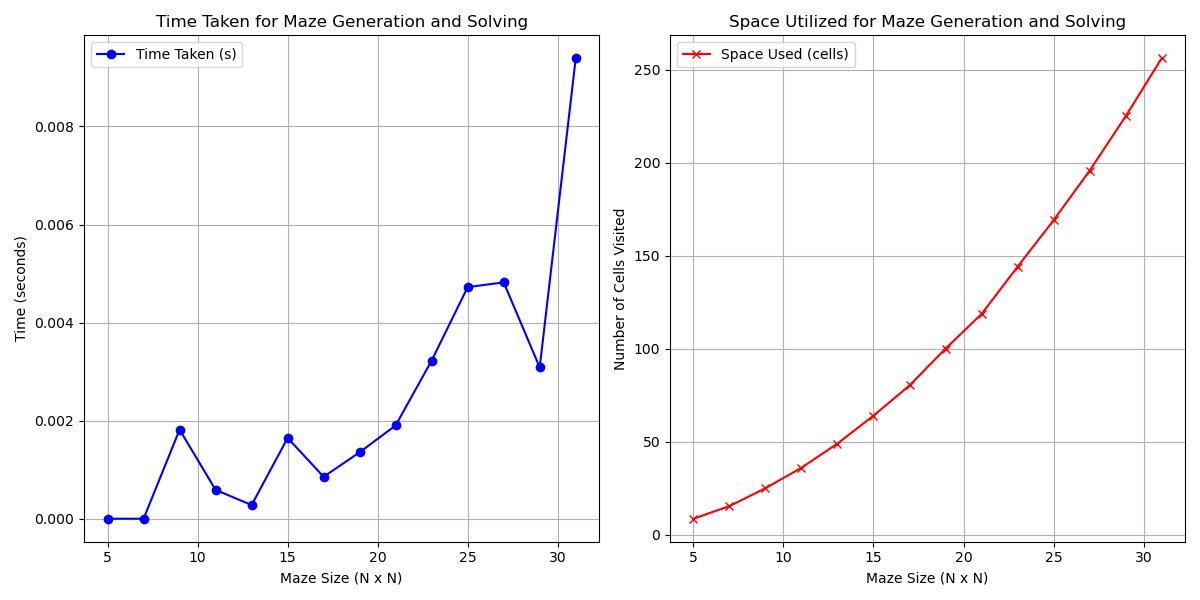 Time Taken for Maze Generation and Solving
Time Taken (s)
Time (seconds)
0.008
0.006
0.004
0.002
0.000
5 10 15 20 25 30
Maze Size (N x N)
Space Utilized for Maze Generation and Solving
Space Used (cells)
Number of Cells Visited
250
200
150
100
50
0
5 10 15 20 25 30
Maze Size (N x N)